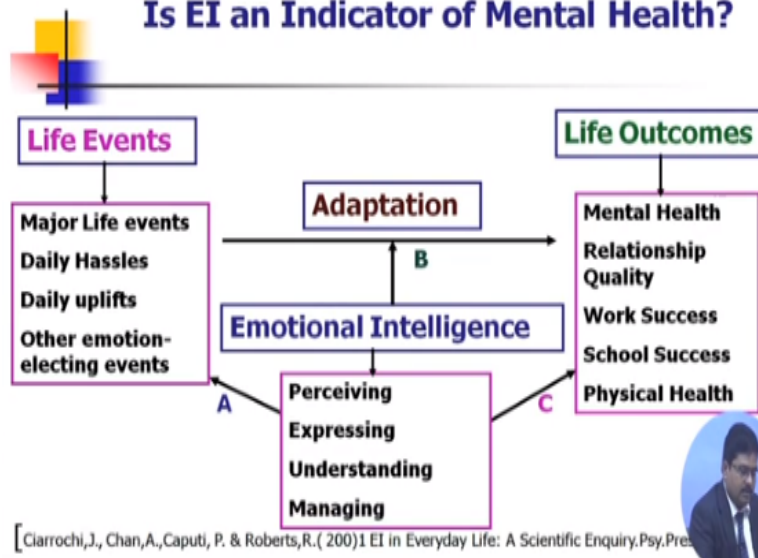 Is EI an Indicator of Mental Health?
Life Events
Life Outcomes
Adaptation
Major Life events
Daily Hassles
Daily uplifts
Other emotion-
electing events
B
Mental Health
Relationship
Quality
Work Success
School Success
Physical Health
Emotional Intelligence
A
C
Perceiving
Expressing
Understanding
Managing
[Ciarrochi,J., Chan,A.,Caputi, P. & Roberts,R.( 200)1 EI in Everyday Life: A Scientific Enquiry.Psy.Pres